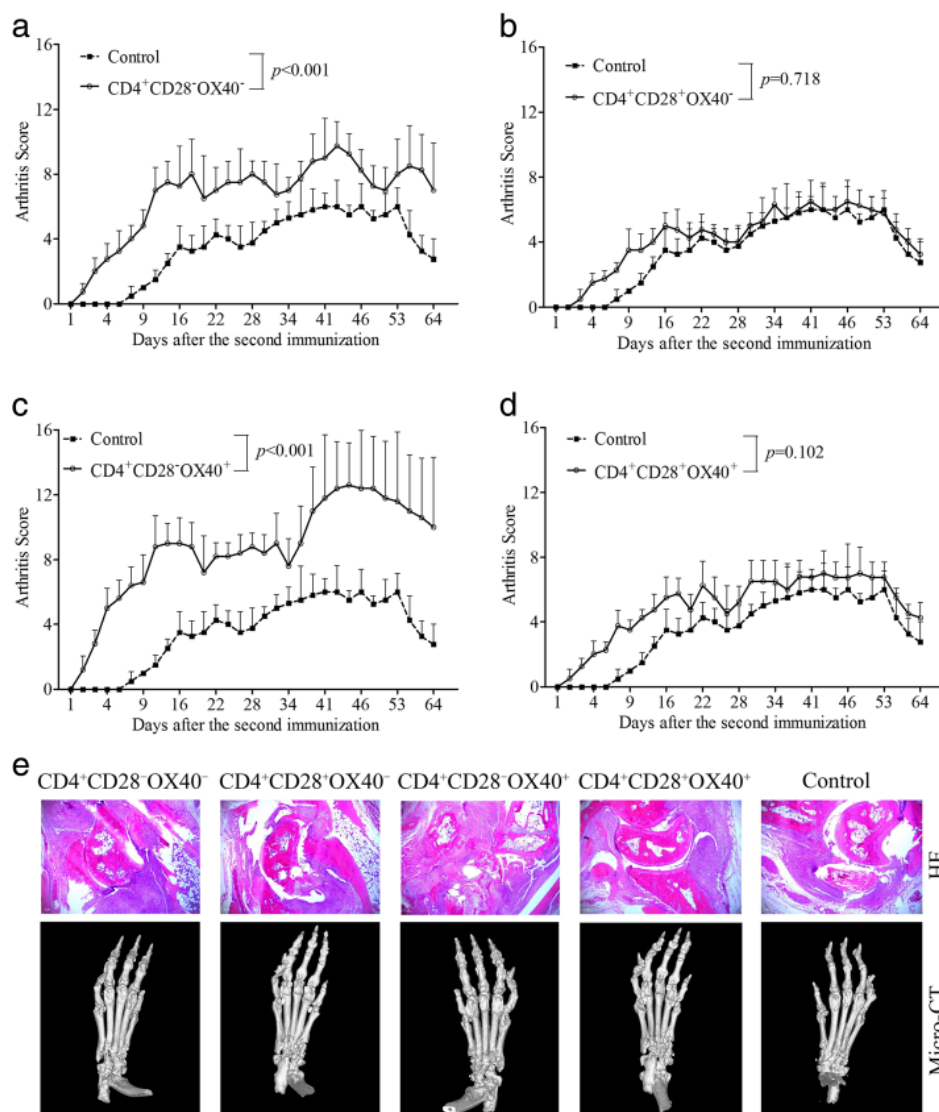 a
16
12
8
4
0
Arthritis Score
Control
CD4⁺CD28⁻OX40⁻
p<0.001
1 4 9 16 22 28 34 41 46 53 64
Days after the second immunization
b
16
12
8
4
0
Arthritis Score
Control
CD4⁺CD28⁺OX40⁻
p=0.718
1 4 9 16 22 28 34 41 46 53 64
Days after the second immunization
c
16
12
8
4
0
Arthritis Score
Control
CD4⁺CD28⁻OX40⁺
p<0.001
1 4 9 16 22 28 34 41 46 53 64
Days after the second immunization
d
16
12
8
4
0
Arthritis Score
Control
CD4⁺CD28⁺OX40⁺
p=0.102
1 4 9 16 22 28 34 41 46 53 64
Days after the second immunization
e
CD4⁺CD28⁻OX40⁻ CD4⁺CD28⁺OX40⁻ CD4⁺CD28⁻OX40⁺ CD4⁺CD28⁺OX40⁺ Control
HE
Micro-CT